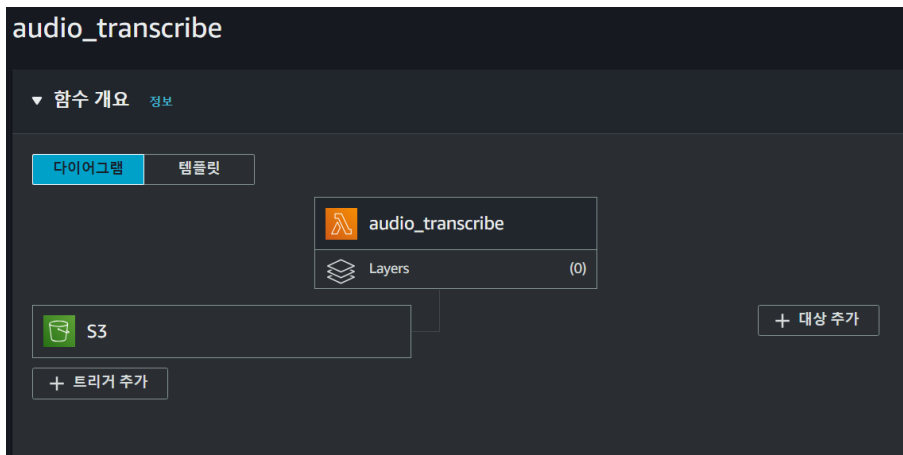 audio_transcribe
▼ 함수 개요 정보
다이어그램 템플릿
audio_transcribe
Layers (0)
S3
+ 대상 추가
+ 트리거 추가